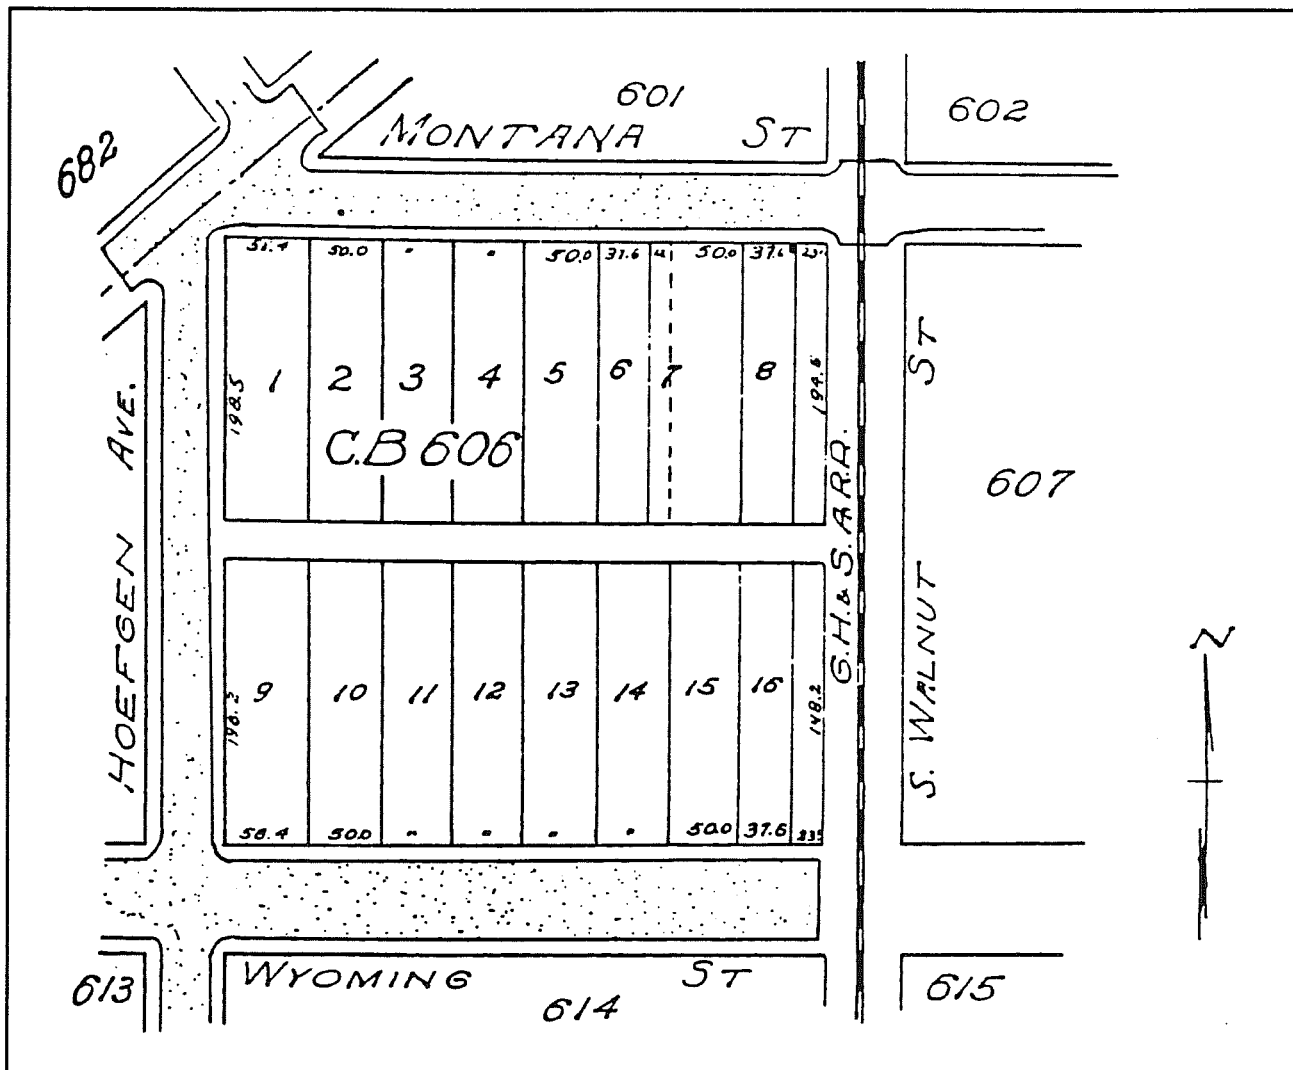 601
602
682
MONTANA ST
51.4 50.0 " " 50.0 37.6 12 50.0 37.6
ST
1 2 3 4 5 6 7 8
198.5
194.6
HOEFGEN AVE.
C.B 606
G.H. & S. A. R.R.
607
S. WALNUT
N
9 10 11 12 13 14 15 16
148.2
58.4 50.0 " " " " 50.0 37.6
WYOMING ST
613
614
615